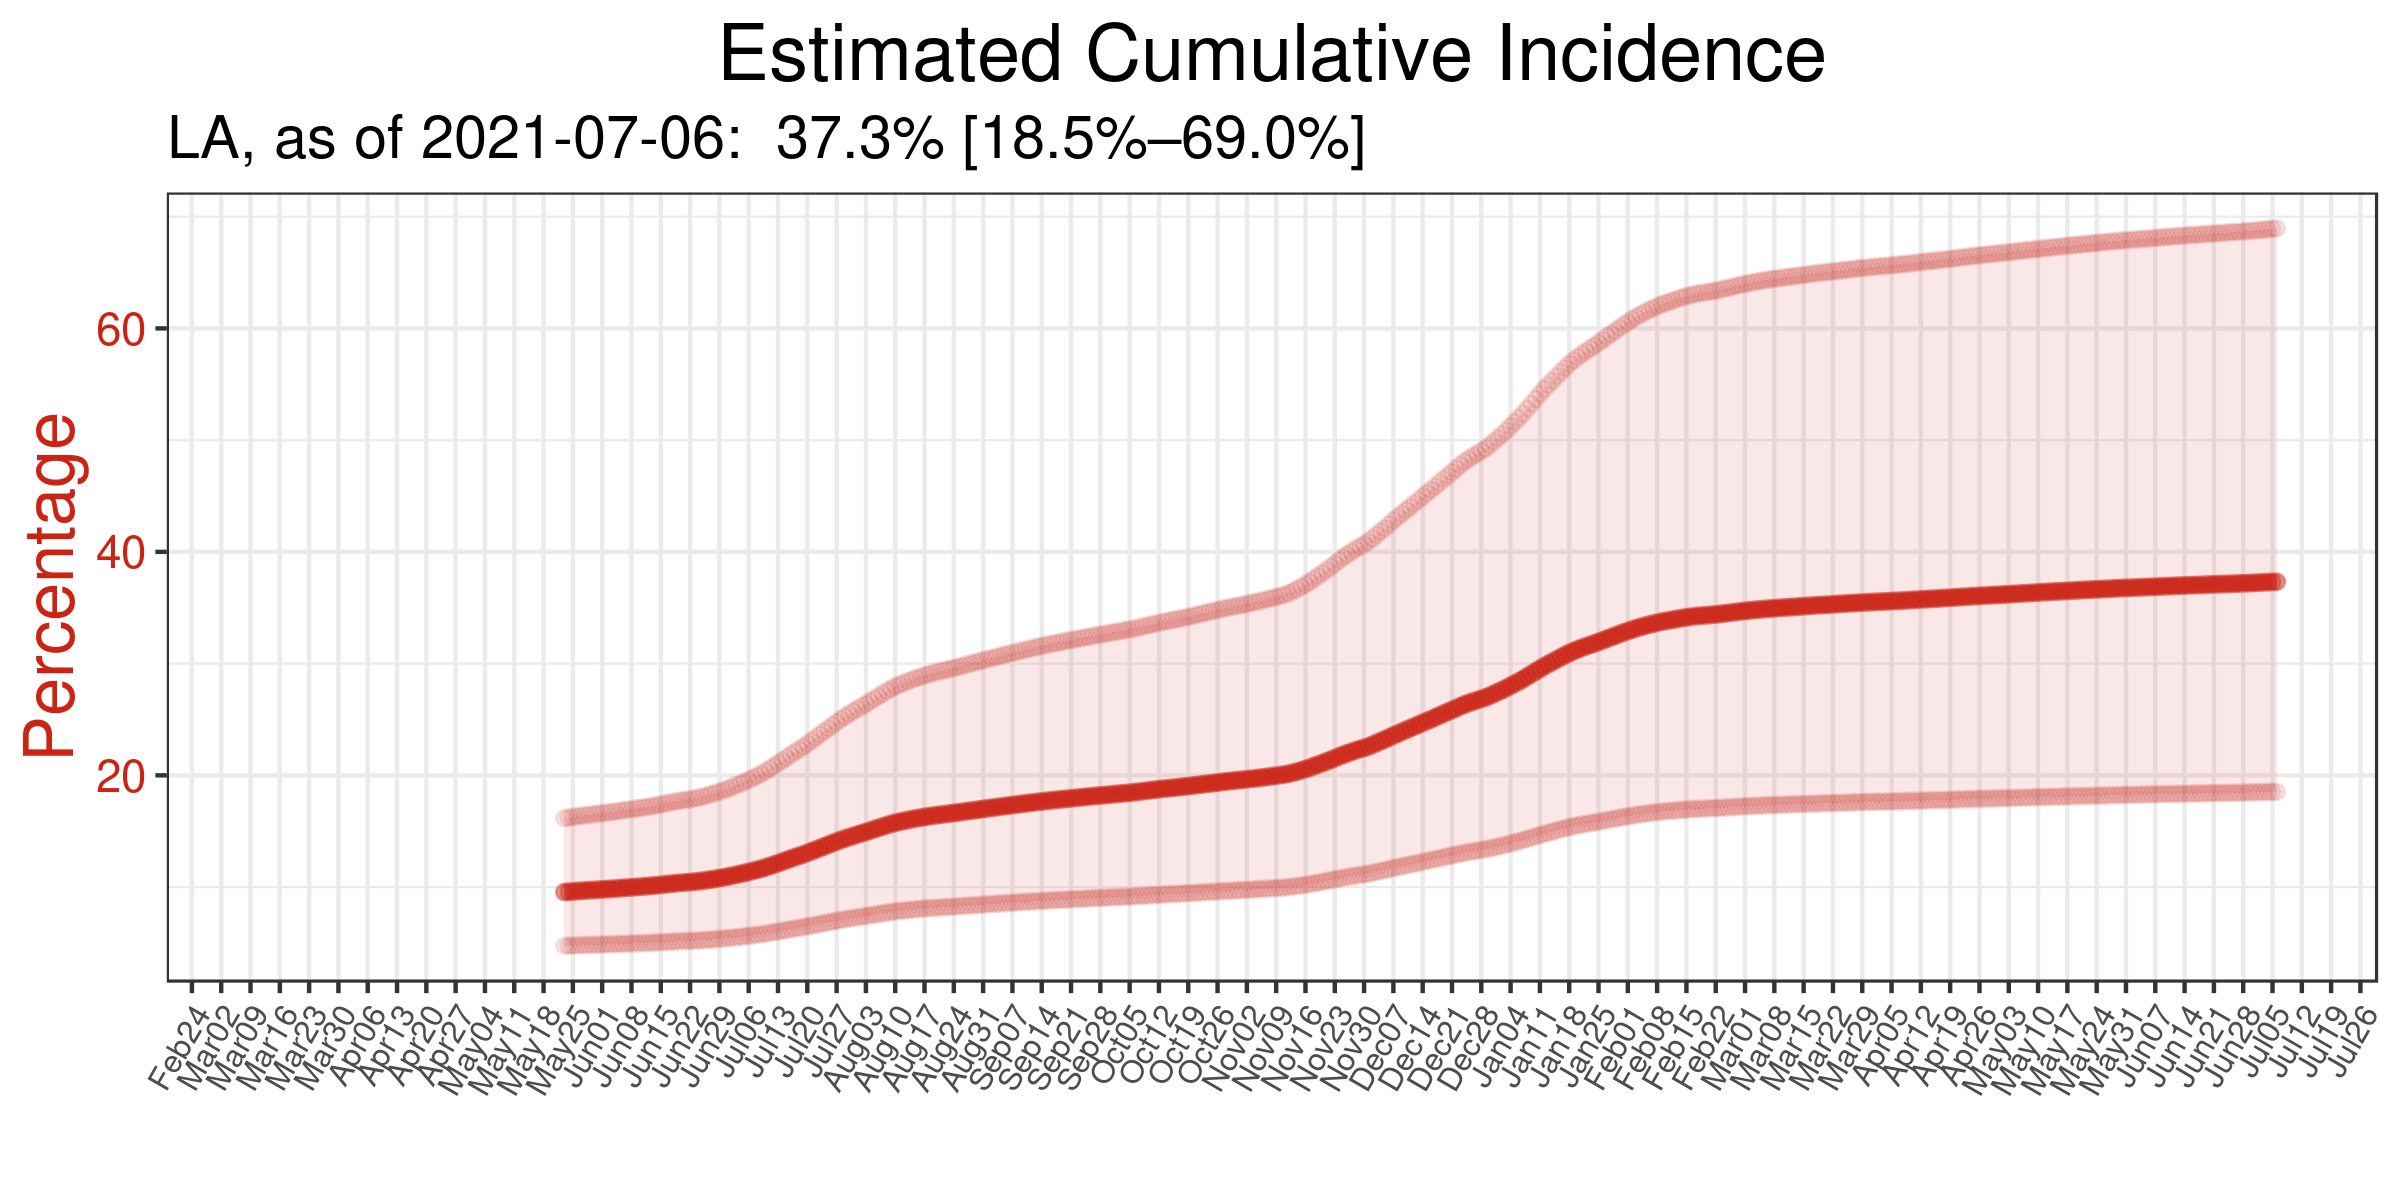 Estimated Cumulative Incidence
LA, as of 2021-07-06:  37.3% [18.5%–69.0%]
Percentage
60
40
20
Feb24
Mar02
Mar09
Mar16
Mar23
Mar30
Apr06
Apr13
Apr20
Apr27
May04
May11
May18
May25
Jun01
Jun08
Jun15
Jun22
Jun29
Jul06
Jul13
Jul20
Jul27
Aug03
Aug10
Aug17
Aug24
Aug31
Sep07
Sep14
Sep21
Sep28
Oct05
Oct12
Oct19
Oct26
Nov02
Nov09
Nov16
Nov23
Nov30
Dec07
Dec14
Dec21
Dec28
Jan04
Jan11
Jan18
Jan25
Feb01
Feb08
Feb15
Feb22
Mar01
Mar08
Mar15
Mar22
Mar29
Apr05
Apr12
Apr19
Apr26
May03
May10
May17
May24
May31
Jun07
Jun14
Jun21
Jun28
Jul05
Jul12
Jul19
Jul26